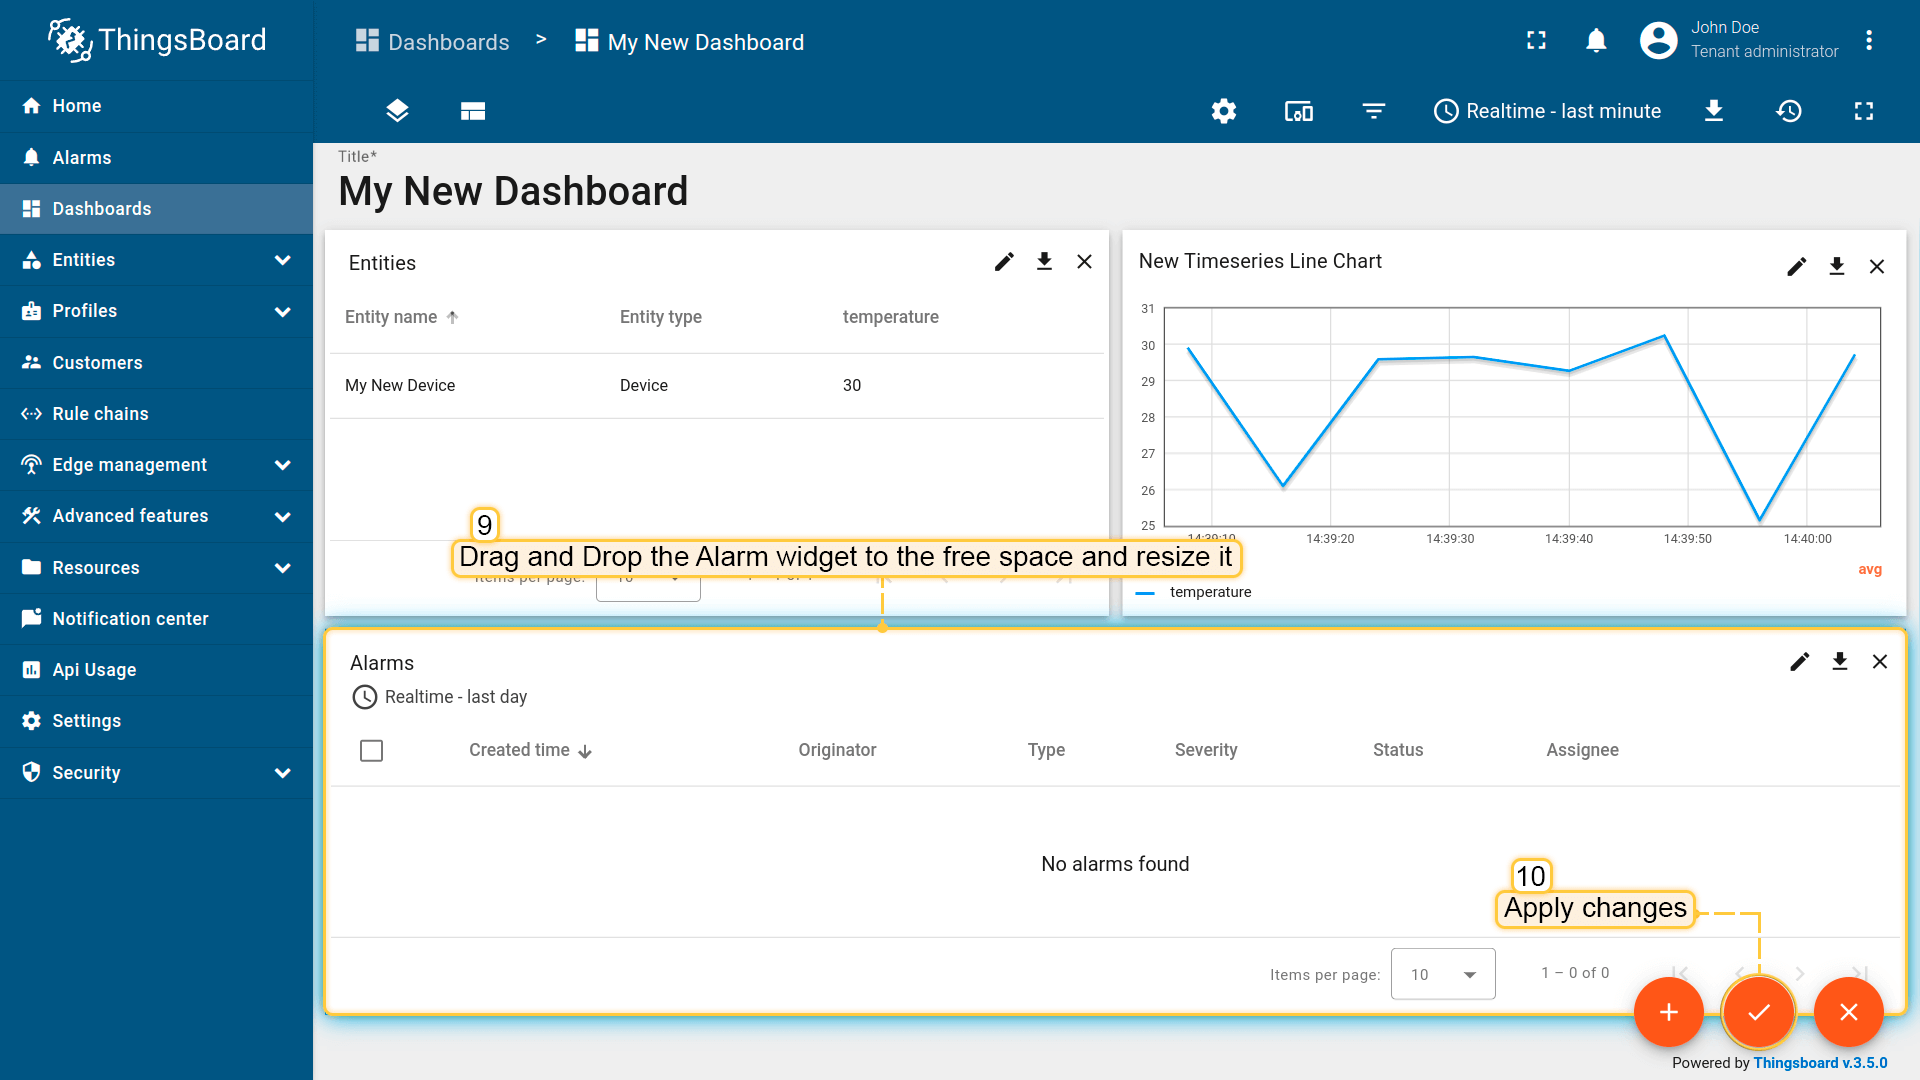 ThingsBoard
Dashboards > My New Dashboard
John Doe
Tenant administrator
Realtime - last minute
Home
Alarms
Dashboards
Entities
Profiles
Customers
Rule chains
Edge management
Advanced features
Resources
Notification center
Api Usage
Settings
Security
Title*
My New Dashboard
Entities
Entity name
Entity type
temperature
My New Device
Device
30
Items per page:
10
New Timeseries Line Chart
31
30
29
28
27
26
25
14:39:10
14:39:20
14:39:30
14:39:40
14:39:50
14:40:00
avg
temperature
9
Drag and Drop the Alarm widget to the free space and resize it
Alarms
Realtime - last day
Created time
Originator
Type
Severity
Status
Assignee
No alarms found
10
Apply changes
Items per page:
10
1 – 0 of 0
Powered by Thingsboard v.3.5.0